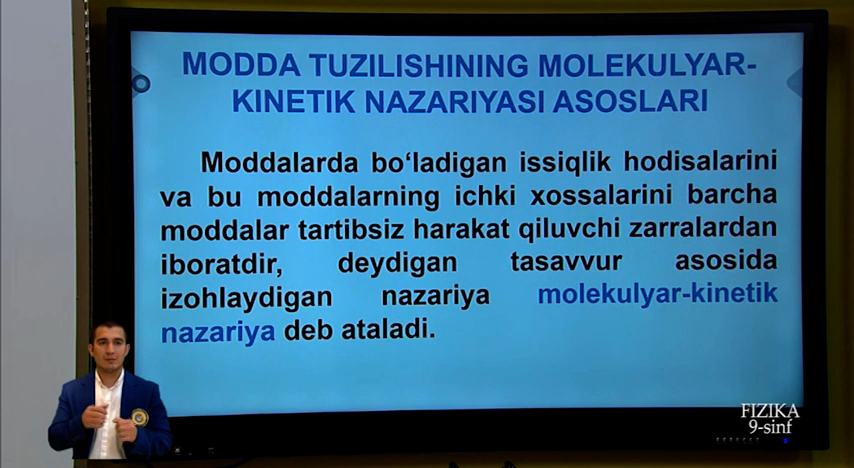 MODDA TUZILISHINING MOLEKULYAR-
KINETIK NAZARIYASI ASOSLARI
Moddalarda bo‘ladigan issiqlik hodisalarini
va bu moddalarning ichki xossalarini barcha
moddalar tartibsiz harakat qiluvchi zarralardan
iboratdir, deydigan tasavvur asosida
izohlaydigan nazariya molekulyar-kinetik
nazariya deb ataladi.
FIZIKA
9-sinf